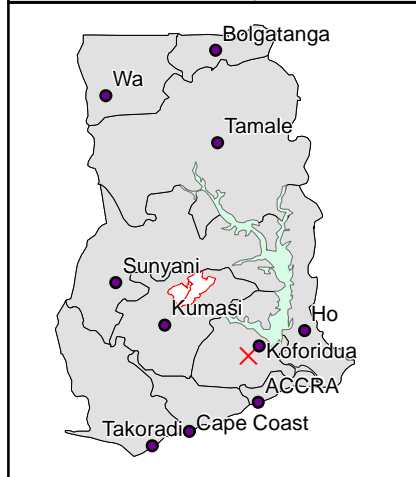 Bolgatanga
Wa
Tamale
Sunyani
Kumasi
Ho
Koforidua
ACCRA
Cape Coast
Takoradi